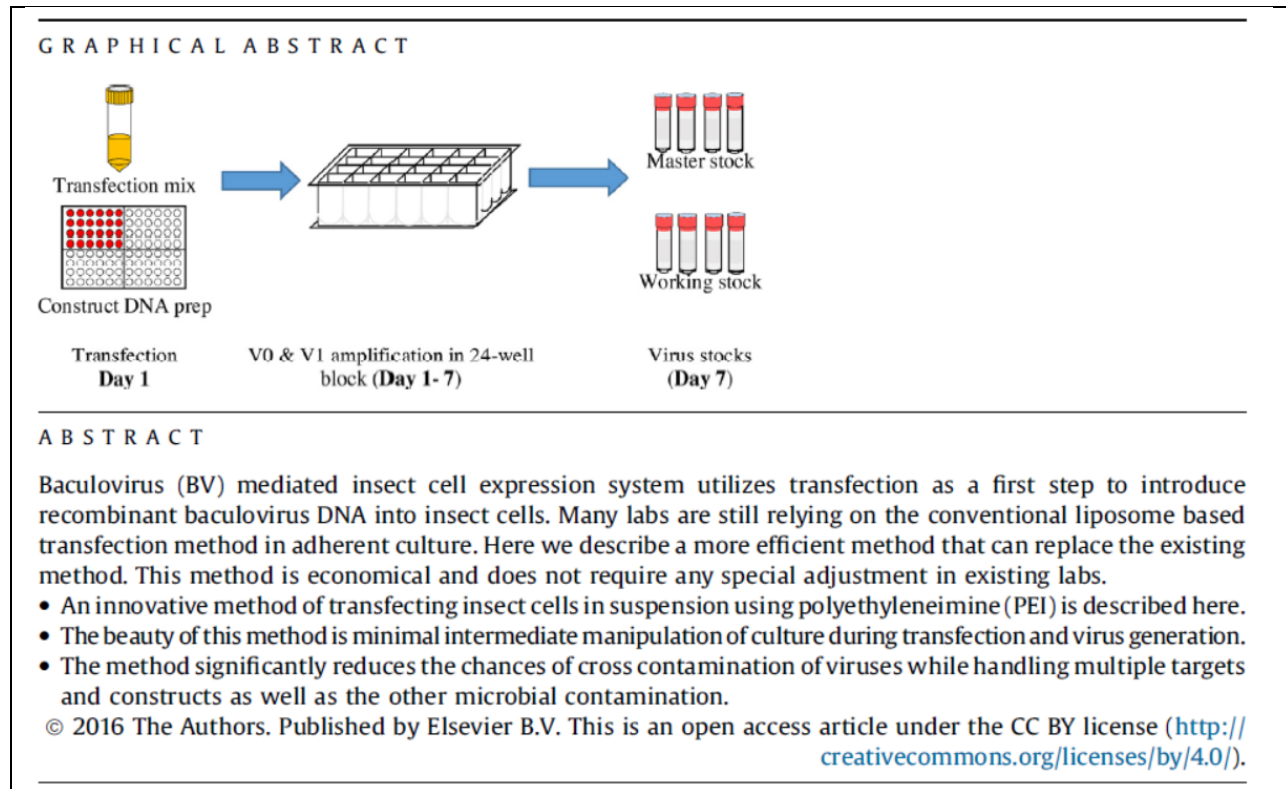 GRAPHICAL ABSTRACT
Transfection mix
Construct DNA prep
Master stock
Working stock
Transfection
Day 1
V0 & V1 amplification in 24-well
block (Day 1- 7)
Virus stocks
(Day 7)
ABSTRACT
Baculovirus (BV) mediated insect cell expression system utilizes transfection as a first step to introduce
recombinant baculovirus DNA into insect cells. Many labs are still relying on the conventional liposome based
transfection method in adherent culture. Here we describe a more efficient method that can replace the existing
method. This method is economical and does not require any special adjustment in existing labs.
• An innovative method of transfecting insect cells in suspension using polyethyleneimine (PEI) is described here.
• The beauty of this method is minimal intermediate manipulation of culture during transfection and virus generation.
• The method significantly reduces the chances of cross contamination of viruses while handling multiple targets
and constructs as well as the other microbial contamination.
© 2016 The Authors. Published by Elsevier B.V. This is an open access article under the CC BY license (http://
creativecommons.org/licenses/by/4.0/).